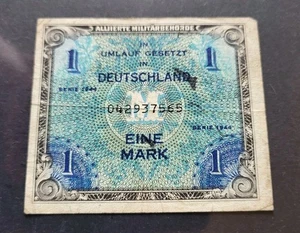 ALLIIERTE MILITÄRBEHÖRDE
1 IN 1
UMLAUF GESETZT
IN
DEUTSCHLAND
SERIE 1944
042937565
M
SERIE 1944
EINE
MARK
1 1